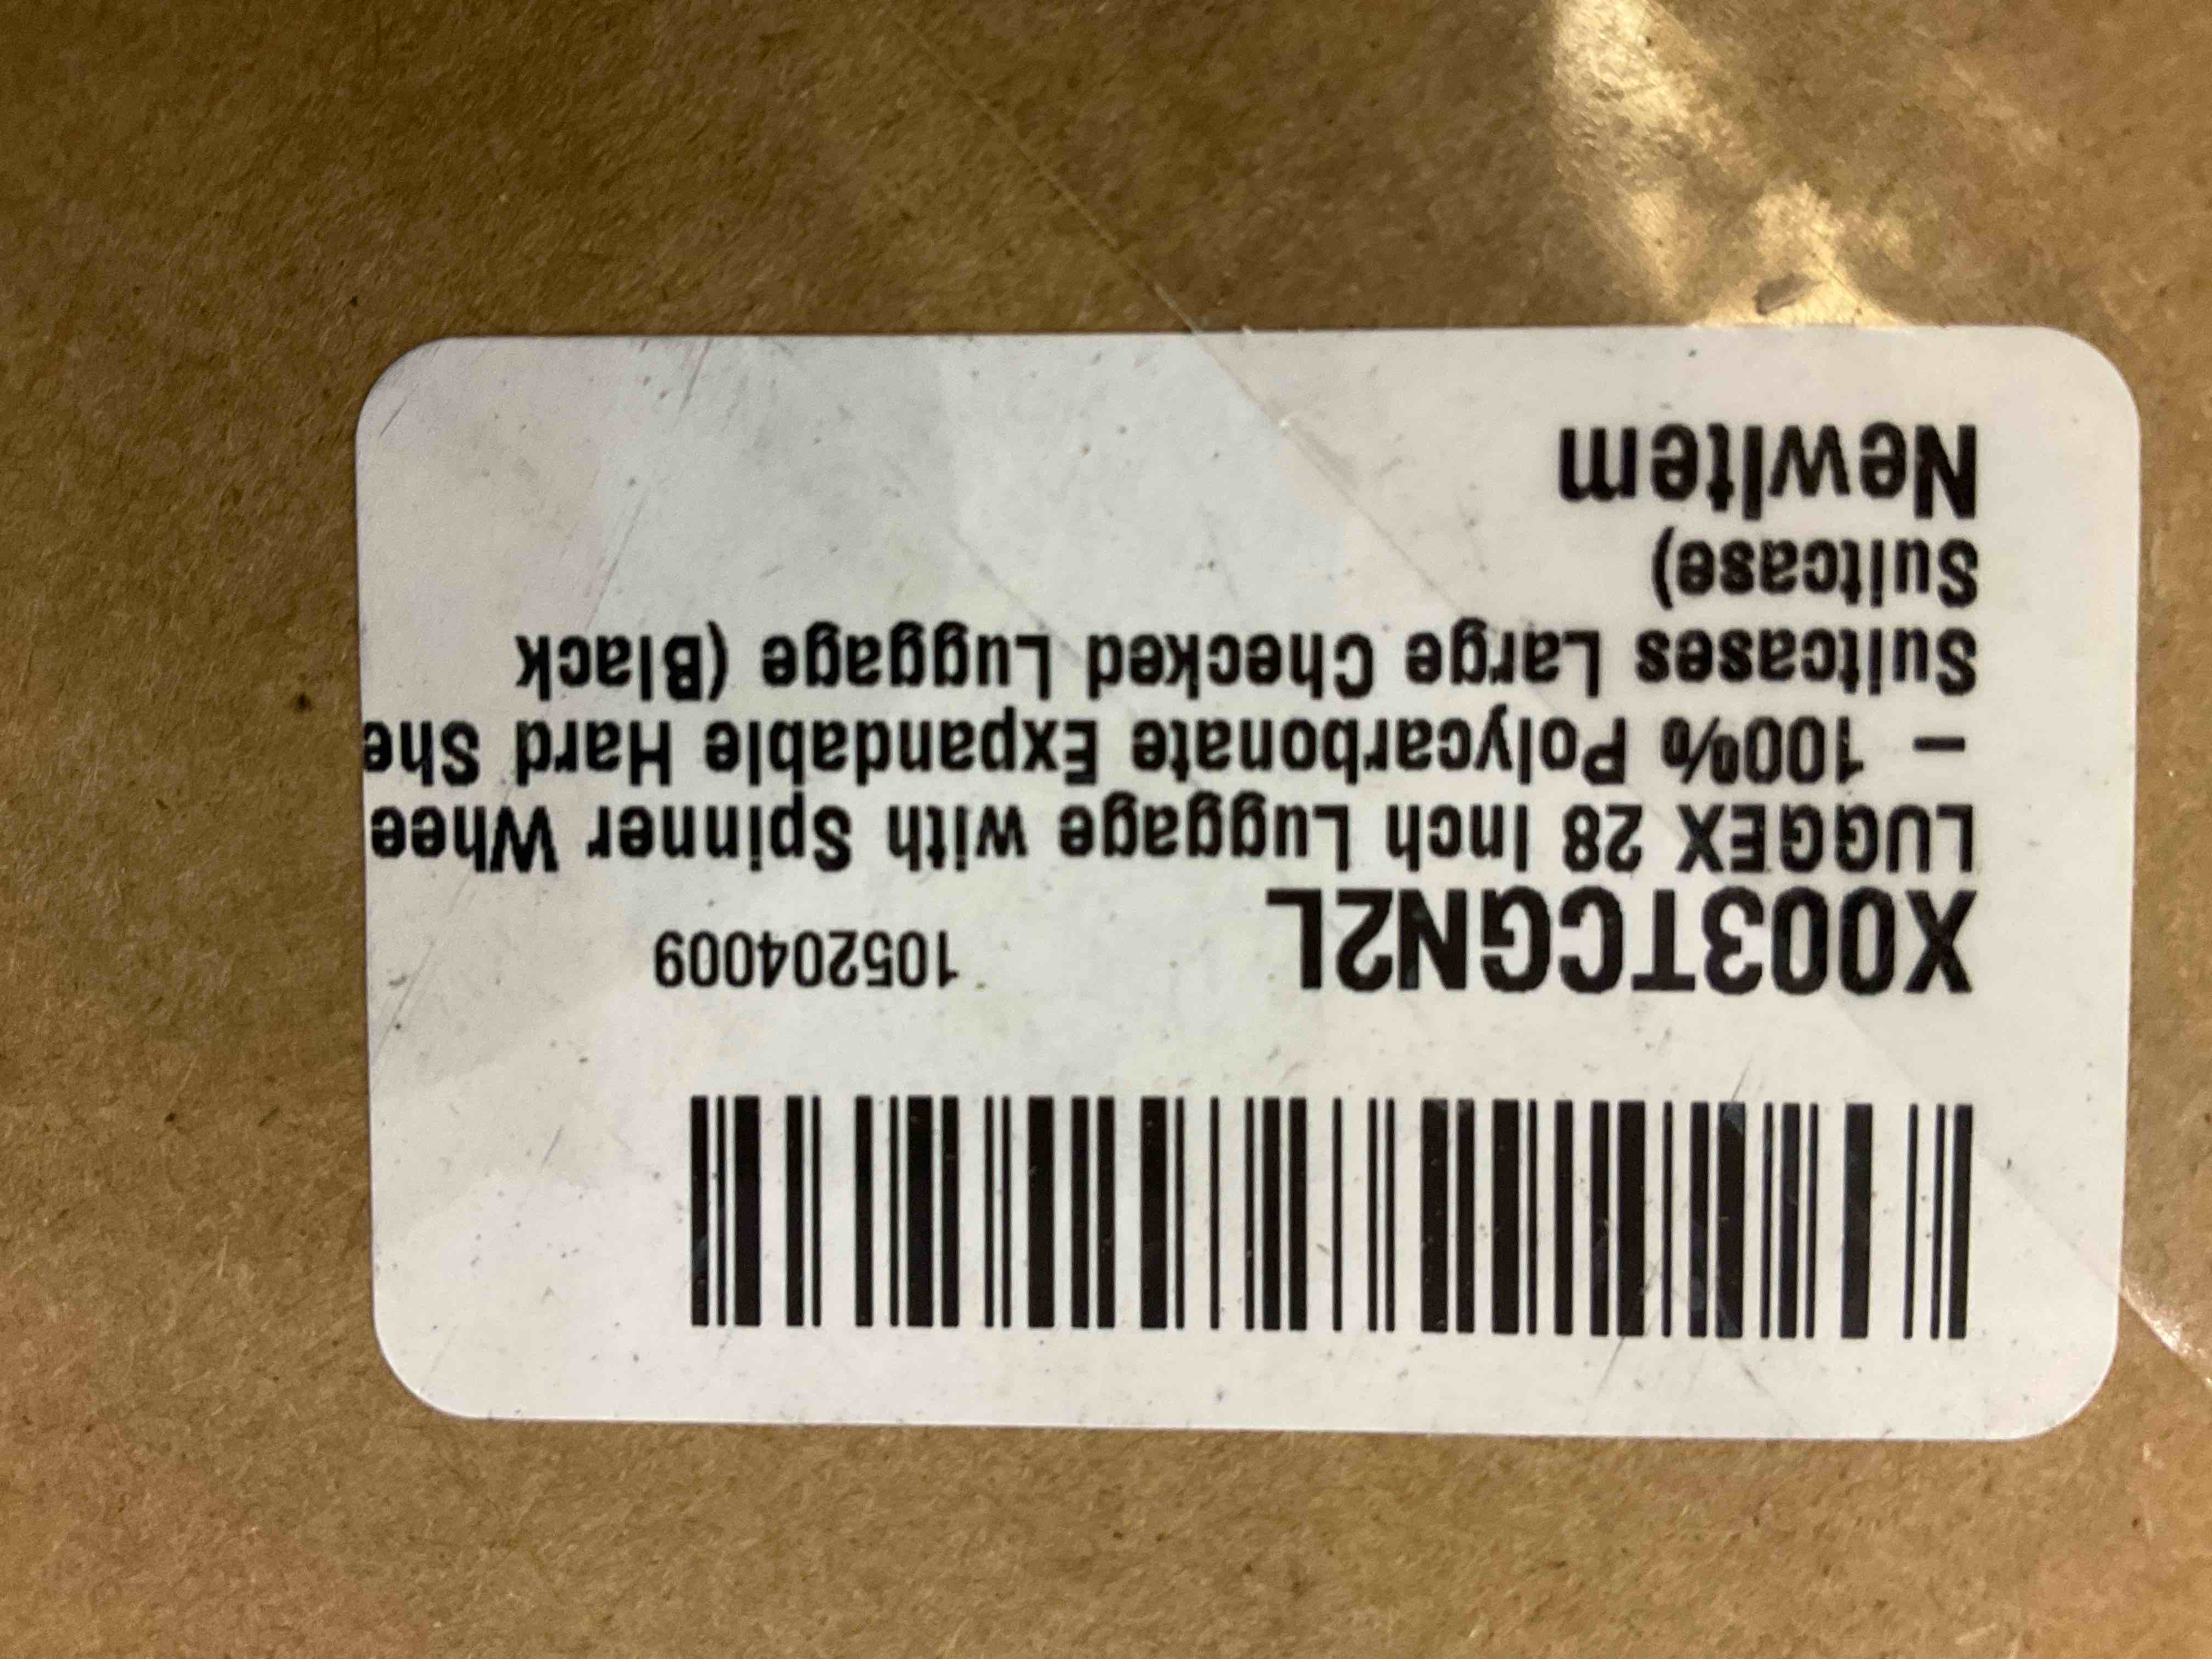 X003TCGN2L 105204009
LUGGEX 28 Inch Luggage with Spinner Whee
– 100% Polycarbonate Expandable Hard She
Suitcases Large Checked Luggage (Black
Suitcase)
NewItem